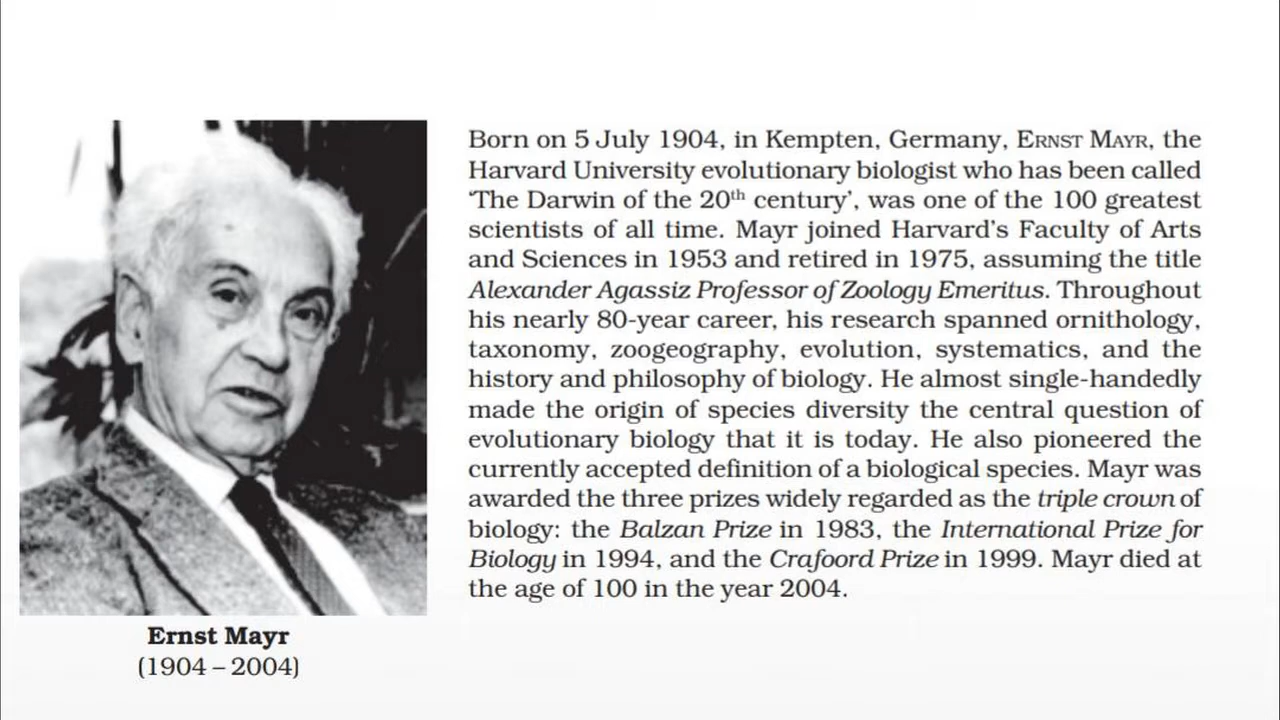 Born on 5 July 1904, in Kempten, Germany, ERNST MAYR, the
Harvard University evolutionary biologist who has been called
‘The Darwin of the 20th century’, was one of the 100 greatest
scientists of all time. Mayr joined Harvard’s Faculty of Arts
and Sciences in 1953 and retired in 1975, assuming the title
Alexander Agassiz Professor of Zoology Emeritus. Throughout
his nearly 80-year career, his research spanned ornithology,
taxonomy, zoogeography, evolution, systematics, and the
history and philosophy of biology. He almost single-handedly
made the origin of species diversity the central question of
evolutionary biology that it is today. He also pioneered the
currently accepted definition of a biological species. Mayr was
awarded the three prizes widely regarded as the triple crown of
biology: the Balzan Prize in 1983, the International Prize for
Biology in 1994, and the Crafoord Prize in 1999. Mayr died at
the age of 100 in the year 2004.
Ernst Mayr
(1904 – 2004)